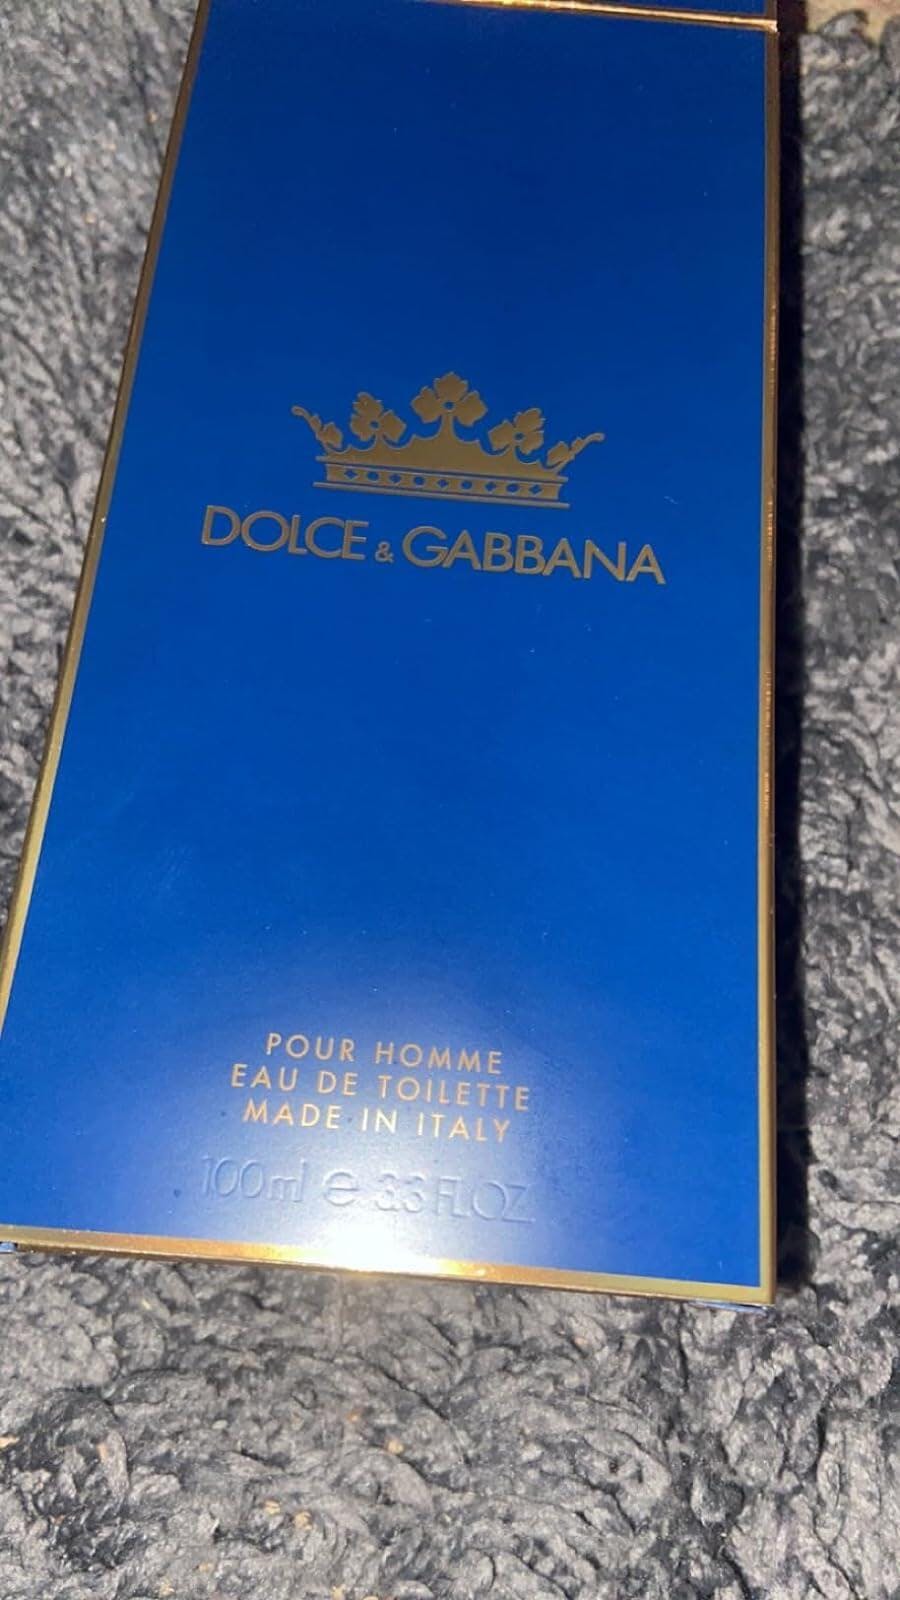 DOLCE & GABBANA
POUR HOMME
EAU DE TOILETTE
MADE IN ITALY
100ml ℮ 3.3 FL.OZ.